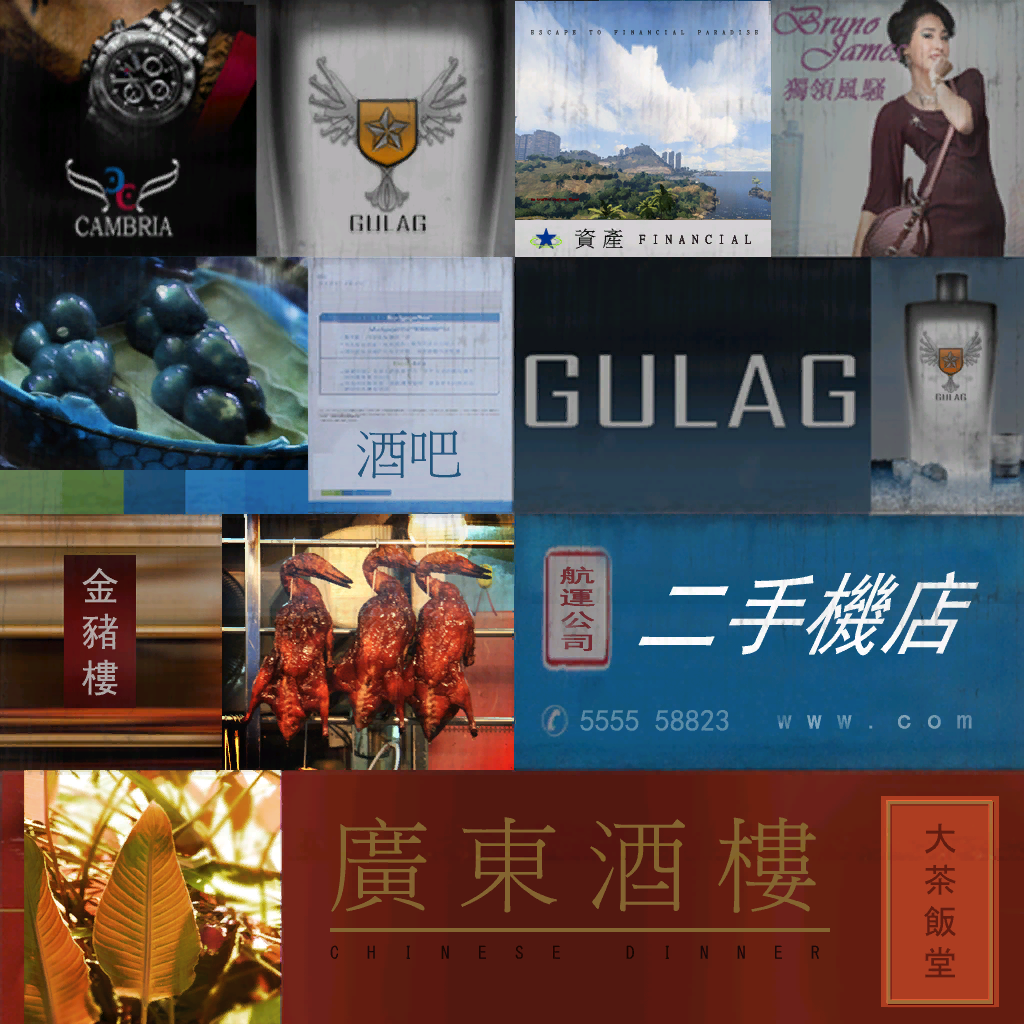 CAMBRIA
GULAG
ESCAPE TO FINANCIAL PARADISE
資產 FINANCIAL
Bruno
James
獨領風騷
酒吧
GULAG
GULAG
金豬樓
航運公司
二手機店
5555 58823 www.com
廣東酒樓
CHINESE DINNER
大茶飯堂